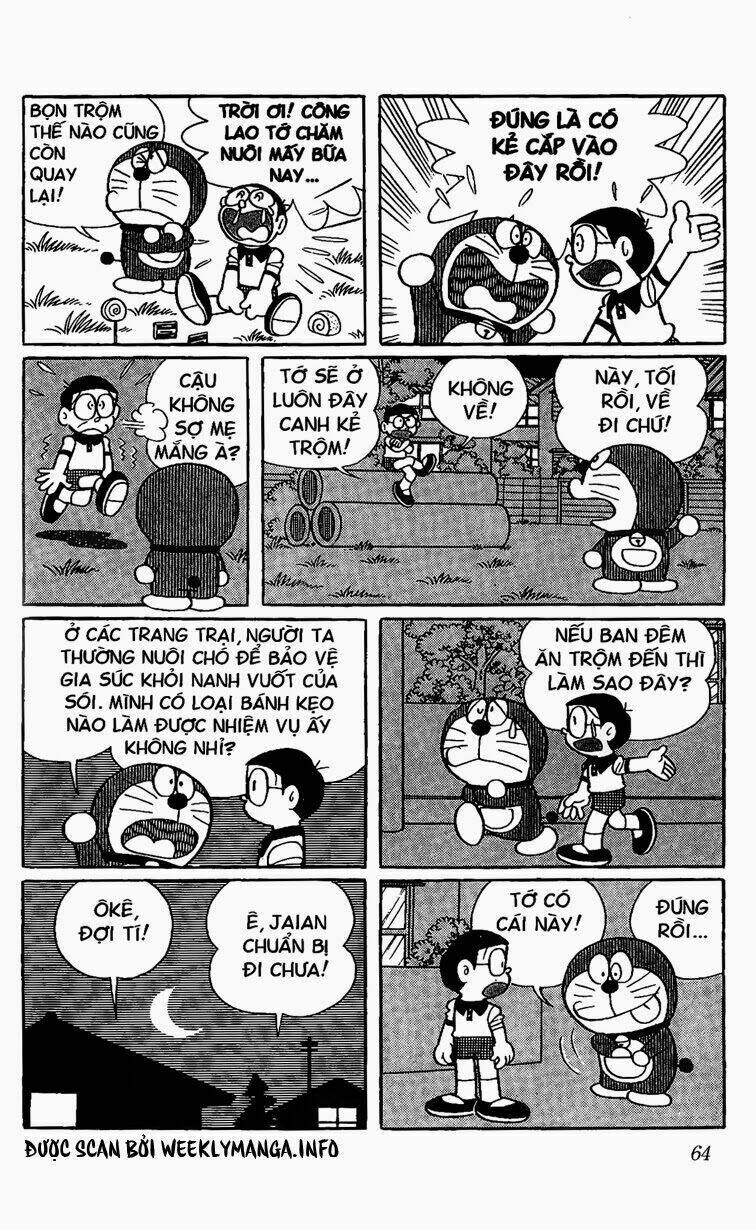 ĐÚNG LÀ CÓ
KẺ CẮP VÀO
ĐÂY RỒI!
TRỜI ƠI! CÔNG
LAO TỚ CHĂM
NUÔI MẤY BỮA
NAY...
BỌN TRỘM
THẾ NÀO CŨNG
CÒN
QUAY
LẠI!
NÀY, TỐI
RỒI, VỀ
ĐI CHỨ!
KHÔNG
VỀ!
TỚ SẼ Ở
LUÔN ĐÂY
CANH KẺ
TRỘM!
CẬU
KHÔNG
SỢ MẸ
MẮNG À?
NẾU BAN ĐÊM
ĂN TRỘM ĐẾN THÌ
LÀM SAO ĐÂY?
Ở CÁC TRANG TRẠI, NGƯỜI TA
THƯỜNG NUÔI CHÓ ĐỂ BẢO VỆ
GIA SÚC KHỎI NANH VUỐT CỦA
SÓI. MÌNH CÓ LOẠI BÁNH KẸO
NÀO LÀM ĐƯỢC NHIỆM VỤ ẤY
KHÔNG NHỈ?
ĐÚNG
RỒI...
TỚ CÓ
CÁI NÀY!
Ê, JAIAN
CHUẨN BỊ
ĐI CHƯA!
ÔKÊ,
ĐỢI TÍ!
ĐƯỢC SCAN BỞI WEEKLYMANGA.INFO
64